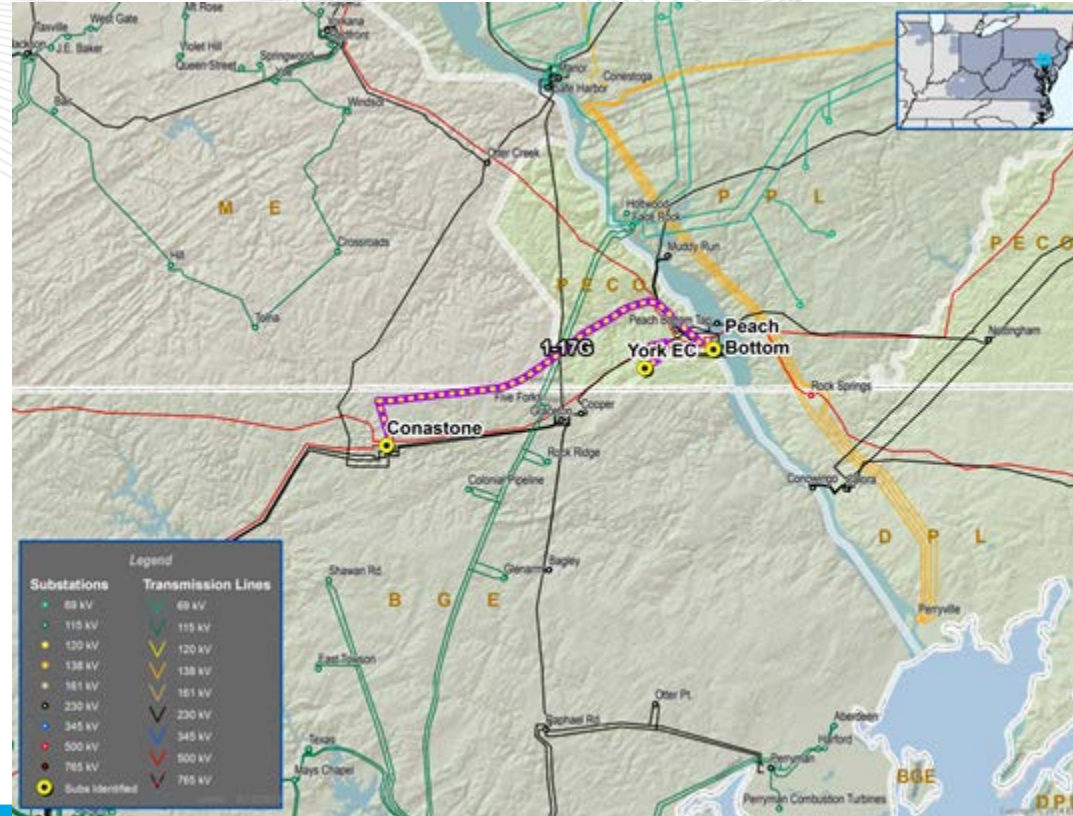 Mt Rose
West Gate
Yorkana
J.E. Baker
Violet Hill
Springwood
Queen Street
Bair
Windsor
Manor
Conestoga
Safe Harbor
Otter Creek
M E
P P L
Holtwood
Hill
Crossroads
Muddy Run
P E C O
P E C O
Tolna
Peach Bottom Tap
Peach
Bottom
1-17G
York EC
Nottingham
Rock Springs
Five Forks
Cooper
Conastone
Rock Ridge
Colonial Pipeline
Conowingo
D P L
Shawan Rd.
Glenarm
Bagley
B G E
Perryville
East Towson
Otter Pt.
Raphael Rd.
Aberdeen
Harford
Texas
Mays Chapel
Perryman
BGE
Perryman Combustion Turbines
Legend
Substations
Transmission Lines
69 kV
69 kV
115 kV
115 kV
120 kV
120 kV
138 kV
138 kV
161 kV
161 kV
230 kV
230 kV
345 kV
345 kV
500 kV
500 kV
765 kV
765 kV
Subs Identified